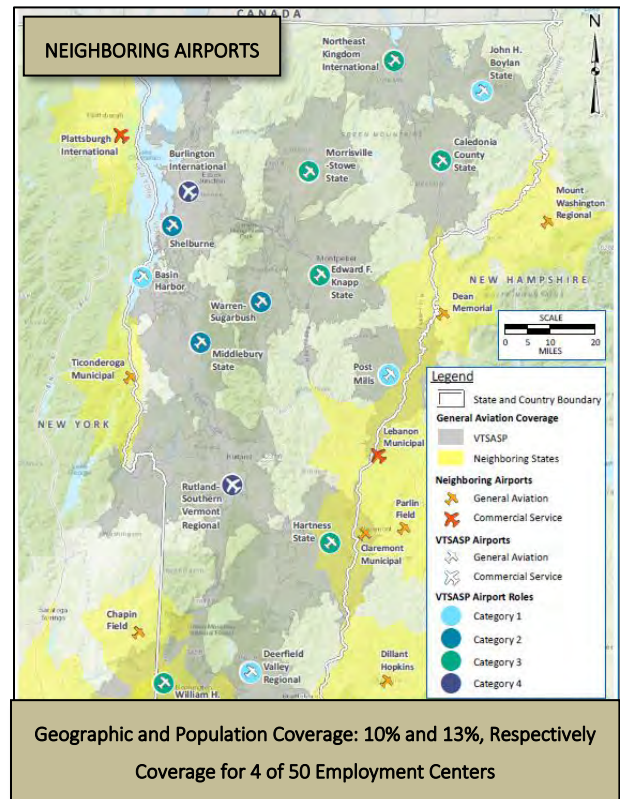 CANADA
NEIGHBORING AIRPORTS
N
Northeast
Kingdom
International
John H.
Boylan
State
Plattsburgh
International
Burlington
International
Morrisville
-Stowe
State
Caledonia
County
State
Mount
Washington
Regional
Shelburne
Basin
Harbor
Montpelier
Edward F.
Knapp
State
NEW HAMPSHIRE
Warren-
Sugarbush
Dean
Memorial
SCALE
0 5 10 20
MILES
Middlebury
State
Ticonderoga
Municipal
Post
Mills
NEW YORK
Lebanon
Municipal
Rutland-
Southern
Vermont
Regional
Parlin
Field
Hartness
State
Claremont
Municipal
Chapin
Field
Deerfield
Valley
Regional
Dillant
Hopkins
William H.
Legend
State and Country Boundary
General Aviation Coverage
VTSASP
Neighboring States
Neighboring Airports
General Aviation
Commercial Service
VTSASP Airports
General Aviation
Commercial Service
VTSASP Airport Roles
Category 1
Category 2
Category 3
Category 4
Geographic and Population Coverage: 10% and 13%, Respectively
Coverage for 4 of 50 Employment Centers